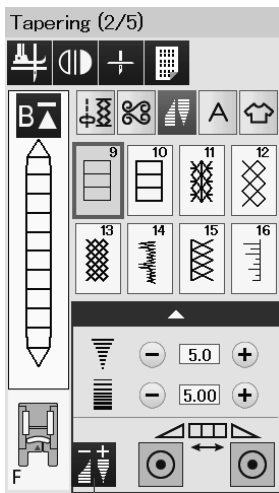 Tapering (2/5)
B
A
9 10 11 12
13 14 15 16
− 5.0 +
− 5.00 +
F
− +